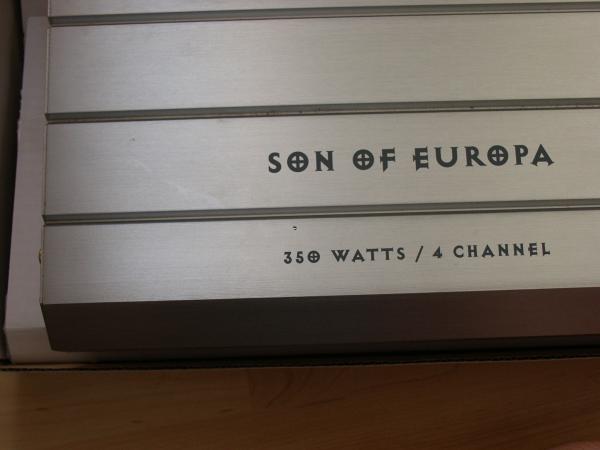 SON OF EUROPA
350 WATTS / 4 CHANNEL